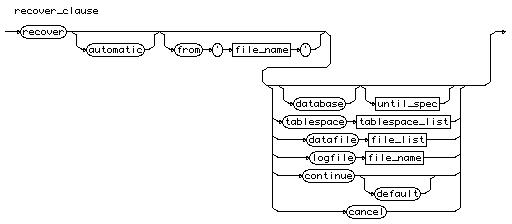 recover_clause
recover
automatic
from ' file_name '
database until_spec
tablespace tablespace_list
datafile file_list
logfile file_name
continue
default
cancel